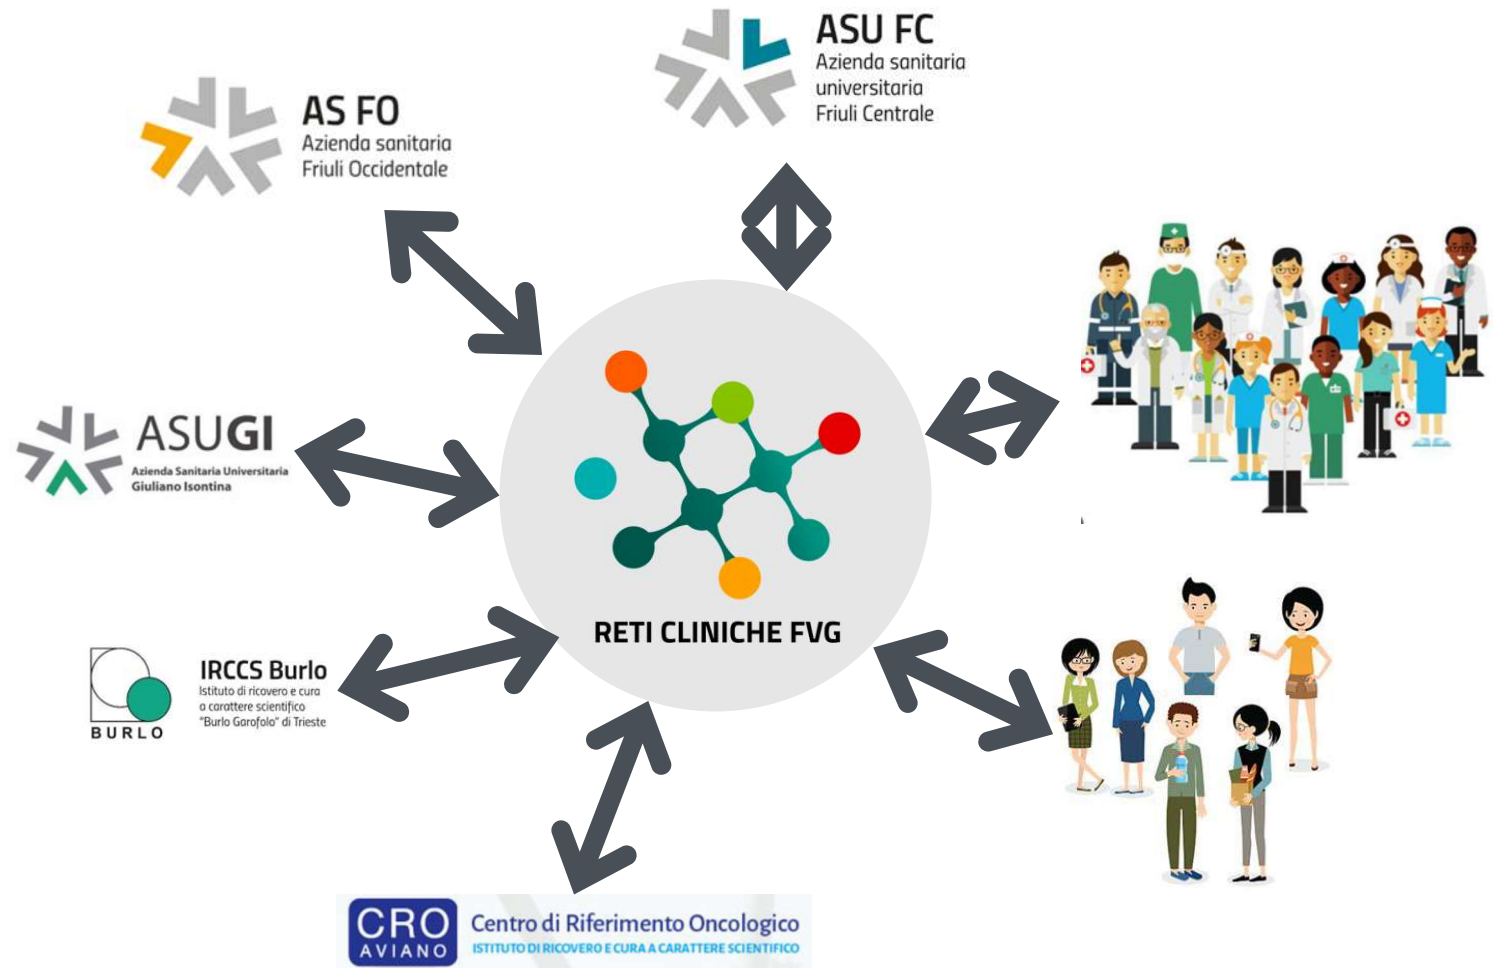 ASU FC
Azienda sanitaria
universitaria
Friuli Centrale
AS FO
Azienda sanitaria
Friuli Occidentale
ASUGI
Azienda Sanitaria Universitaria
Giuliano Isontina
RETI CLINICHE FVG
BURLO
IRCCS Burlo
Istituto di ricovero e cura
a carattere scientifico
"Burlo Garofolo" di Trieste
CRO
AVIANO
Centro di Riferimento Oncologico
ISTITUTO DI RICOVERO E CURA A CARATTERE SCIENTIFICO